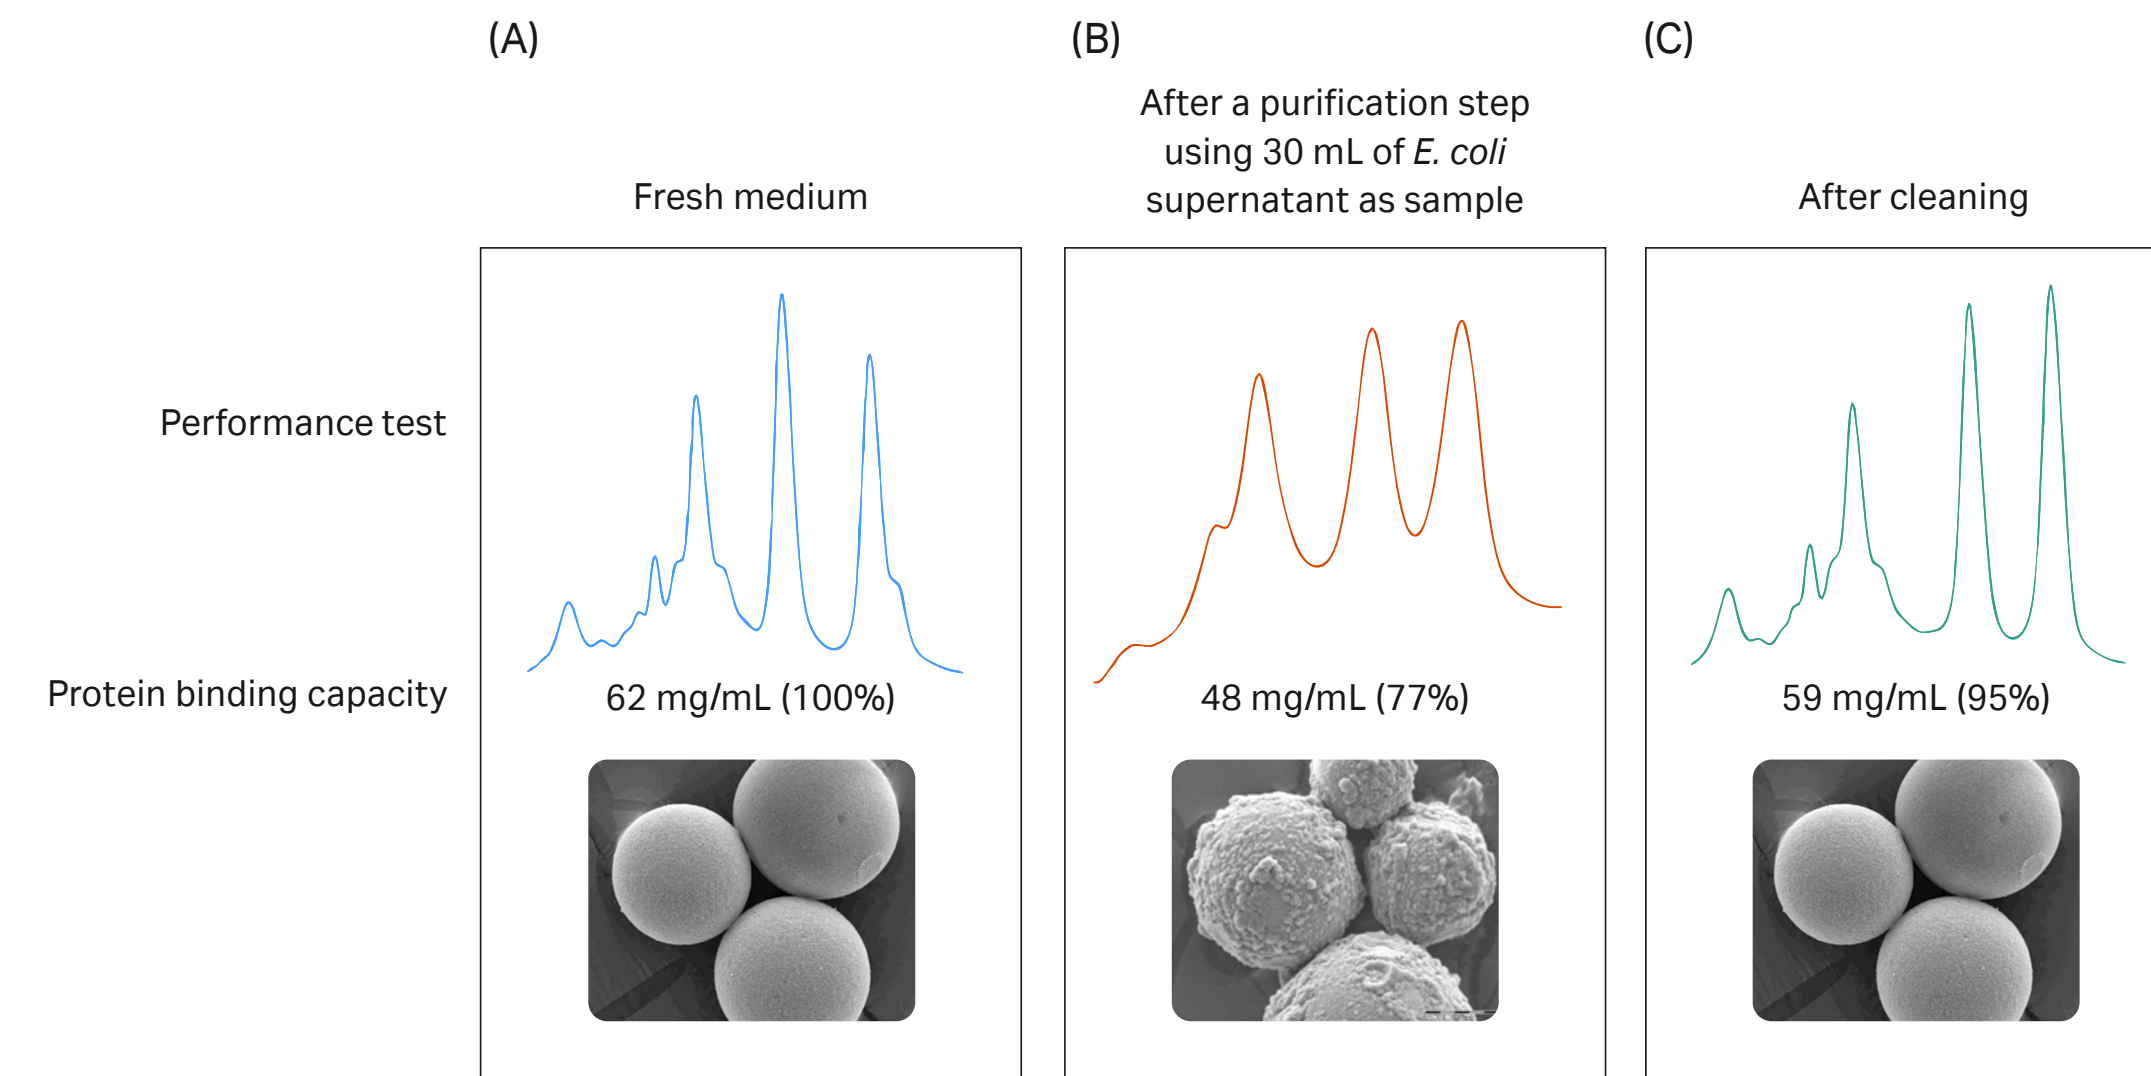 (A)
(B)
(C)
After a purification step
using 30 mL of E. coli
supernatant as sample
Fresh medium
After cleaning
Performance test
Protein binding capacity
62 mg/mL (100%)
48 mg/mL (77%)
59 mg/mL (95%)